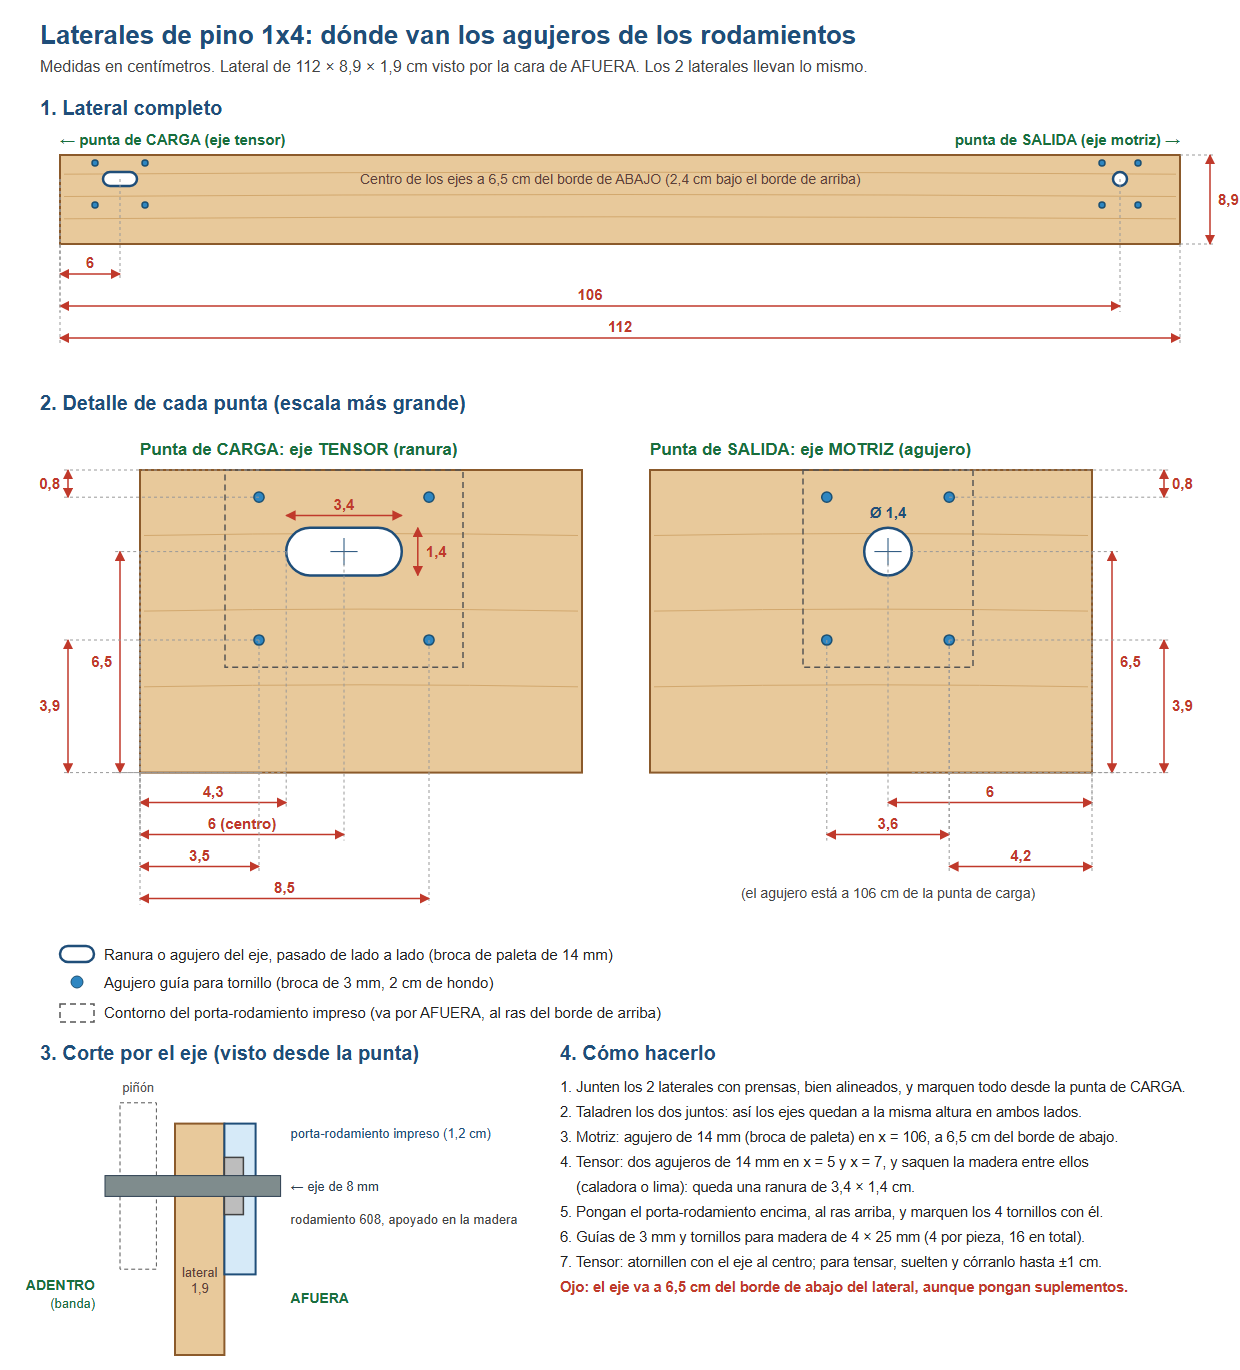 Laterales de pino 1x4: dónde van los agujeros de los rodamientos
Medidas en centímetros. Lateral de 112 × 8,9 × 1,9 cm visto por la cara de AFUERA. Los 2 laterales llevan lo mismo.
1. Lateral completo
← punta de CARGA (eje tensor)
punta de SALIDA (eje motriz) →
Centro de los ejes a 6,5 cm del borde de ABAJO (2,4 cm bajo el borde de arriba)
8,9
6
106
112
2. Detalle de cada punta (escala más grande)
Punta de CARGA: eje TENSOR (ranura)
0,8
3,4
1,4
6,5
3,9
4,3
6 (centro)
3,5
8,5
Punta de SALIDA: eje MOTRIZ (agujero)
0,8
Ø 1,4
6,5
3,9
6
3,6
4,2
(el agujero está a 106 cm de la punta de carga)
Ranura o agujero del eje, pasado de lado a lado (broca de paleta de 14 mm)
Agujero guía para tornillo (broca de 3 mm, 2 cm de hondo)
Contorno del porta-rodamiento impreso (va por AFUERA, al ras del borde de arriba)
3. Corte por el eje (visto desde la punta)
piñón
porta-rodamiento impreso (1,2 cm)
← eje de 8 mm
rodamiento 608, apoyado en la madera
lateral
1,9
ADENTRO
(banda)
AFUERA
4. Cómo hacerlo
1. Junten los 2 laterales con prensas, bien alineados, y marquen todo desde la punta de CARGA.
2. Taladren los dos juntos: así los ejes quedan a la misma altura en ambos lados.
3. Motriz: agujero de 14 mm (broca de paleta) en x = 106, a 6,5 cm del borde de abajo.
4. Tensor: dos agujeros de 14 mm en x = 5 y x = 7, y saquen la madera entre ellos
(caladora o lima): queda una ranura de 3,4 × 1,4 cm.
5. Pongan el porta-rodamiento encima, al ras arriba, y marquen los 4 tornillos con él.
6. Guías de 3 mm y tornillos para madera de 4 × 25 mm (4 por pieza, 16 en total).
7. Tensor: atornillen con el eje al centro; para tensar, suelten y córranlo hasta ±1 cm.
Ojo: el eje va a 6,5 cm del borde de abajo del lateral, aunque pongan suplementos.